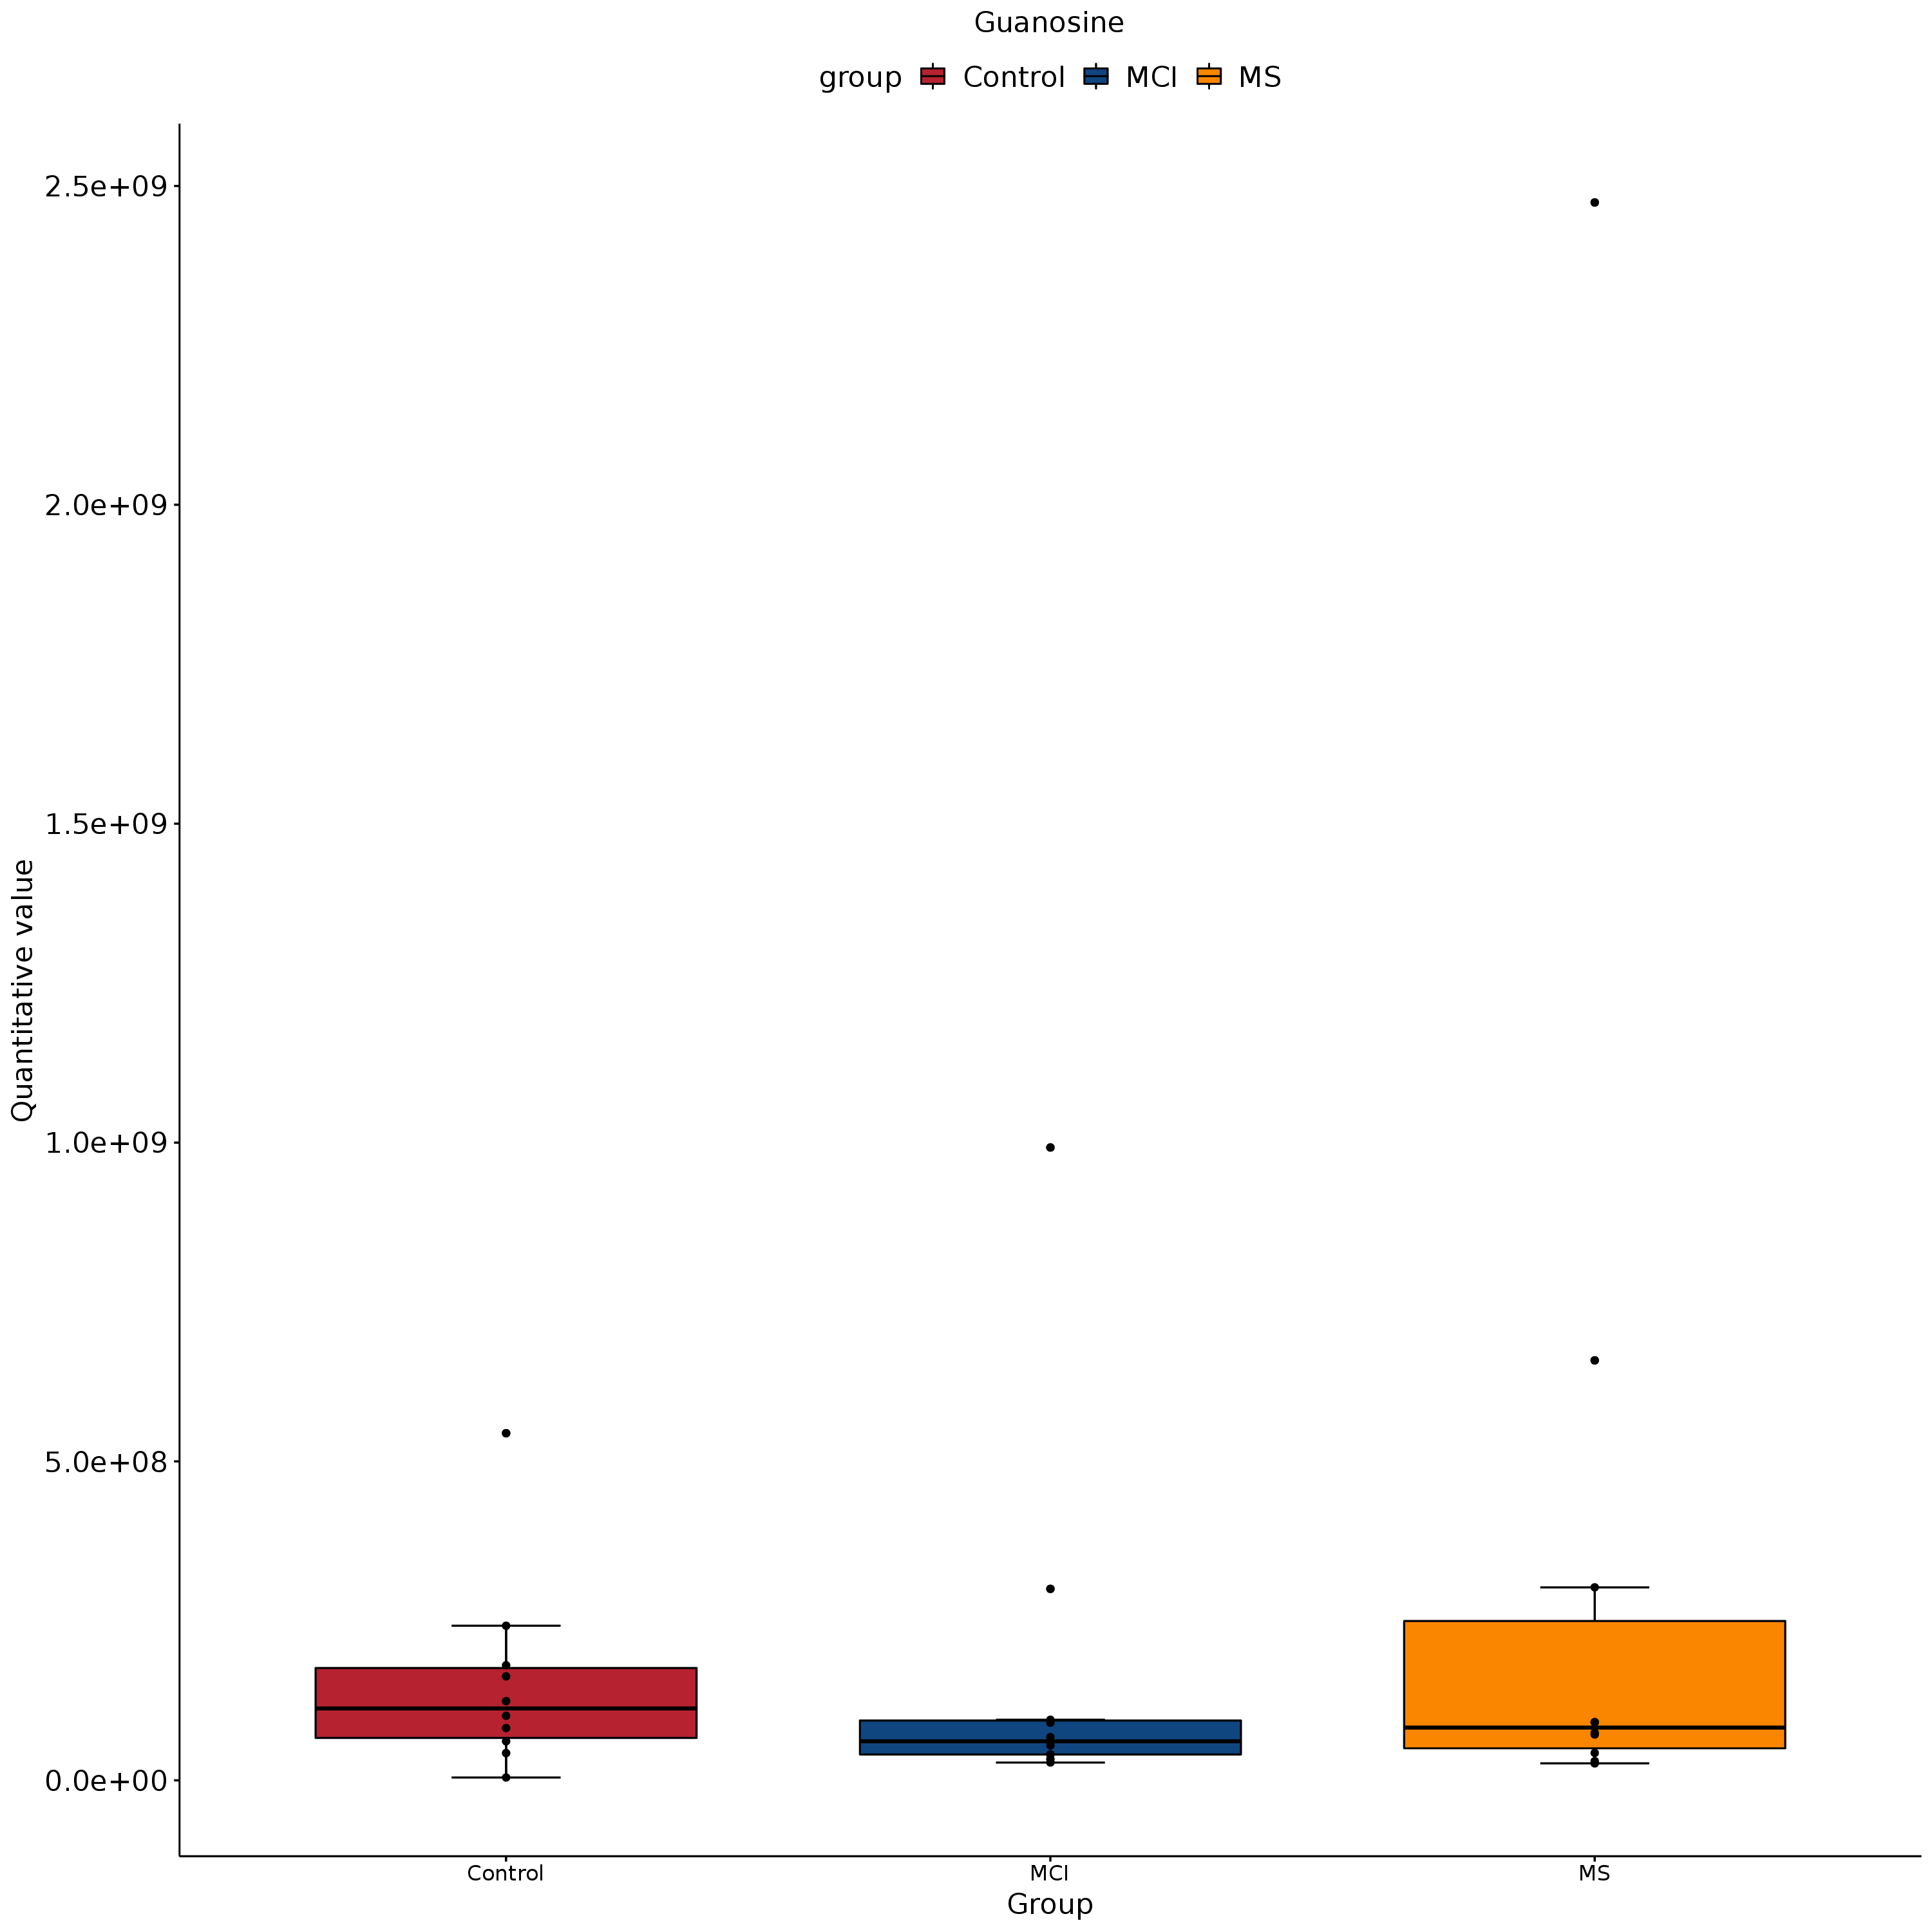 Guanosine
group Control MCI MS
Quantitative value
2.5e+09
2.0e+09
1.5e+09
1.0e+09
5.0e+08
0.0e+00
Control MCI MS
Group